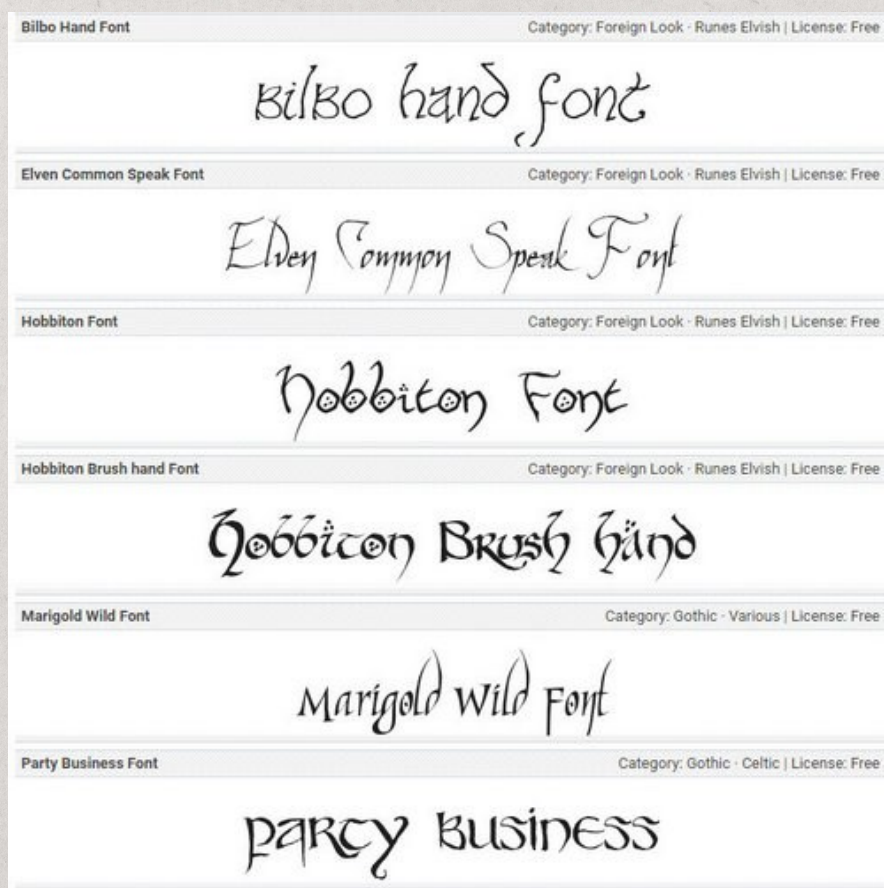 Bilbo Hand Font Category: Foreign Look · Runes Elvish | License: Free
Bilbo hand font
Elven Common Speak Font Category: Foreign Look · Runes Elvish | License: Free
Elven Common Speak Font
Hobbiton Font Category: Foreign Look · Runes Elvish | License: Free
Hobbiton Font
Hobbiton Brush hand Font Category: Foreign Look · Runes Elvish | License: Free
Hobbiton Brush hand
Marigold Wild Font Category: Gothic · Various | License: Free
Marigold Wild Font
Party Business Font Category: Gothic · Celtic | License: Free
Party Business